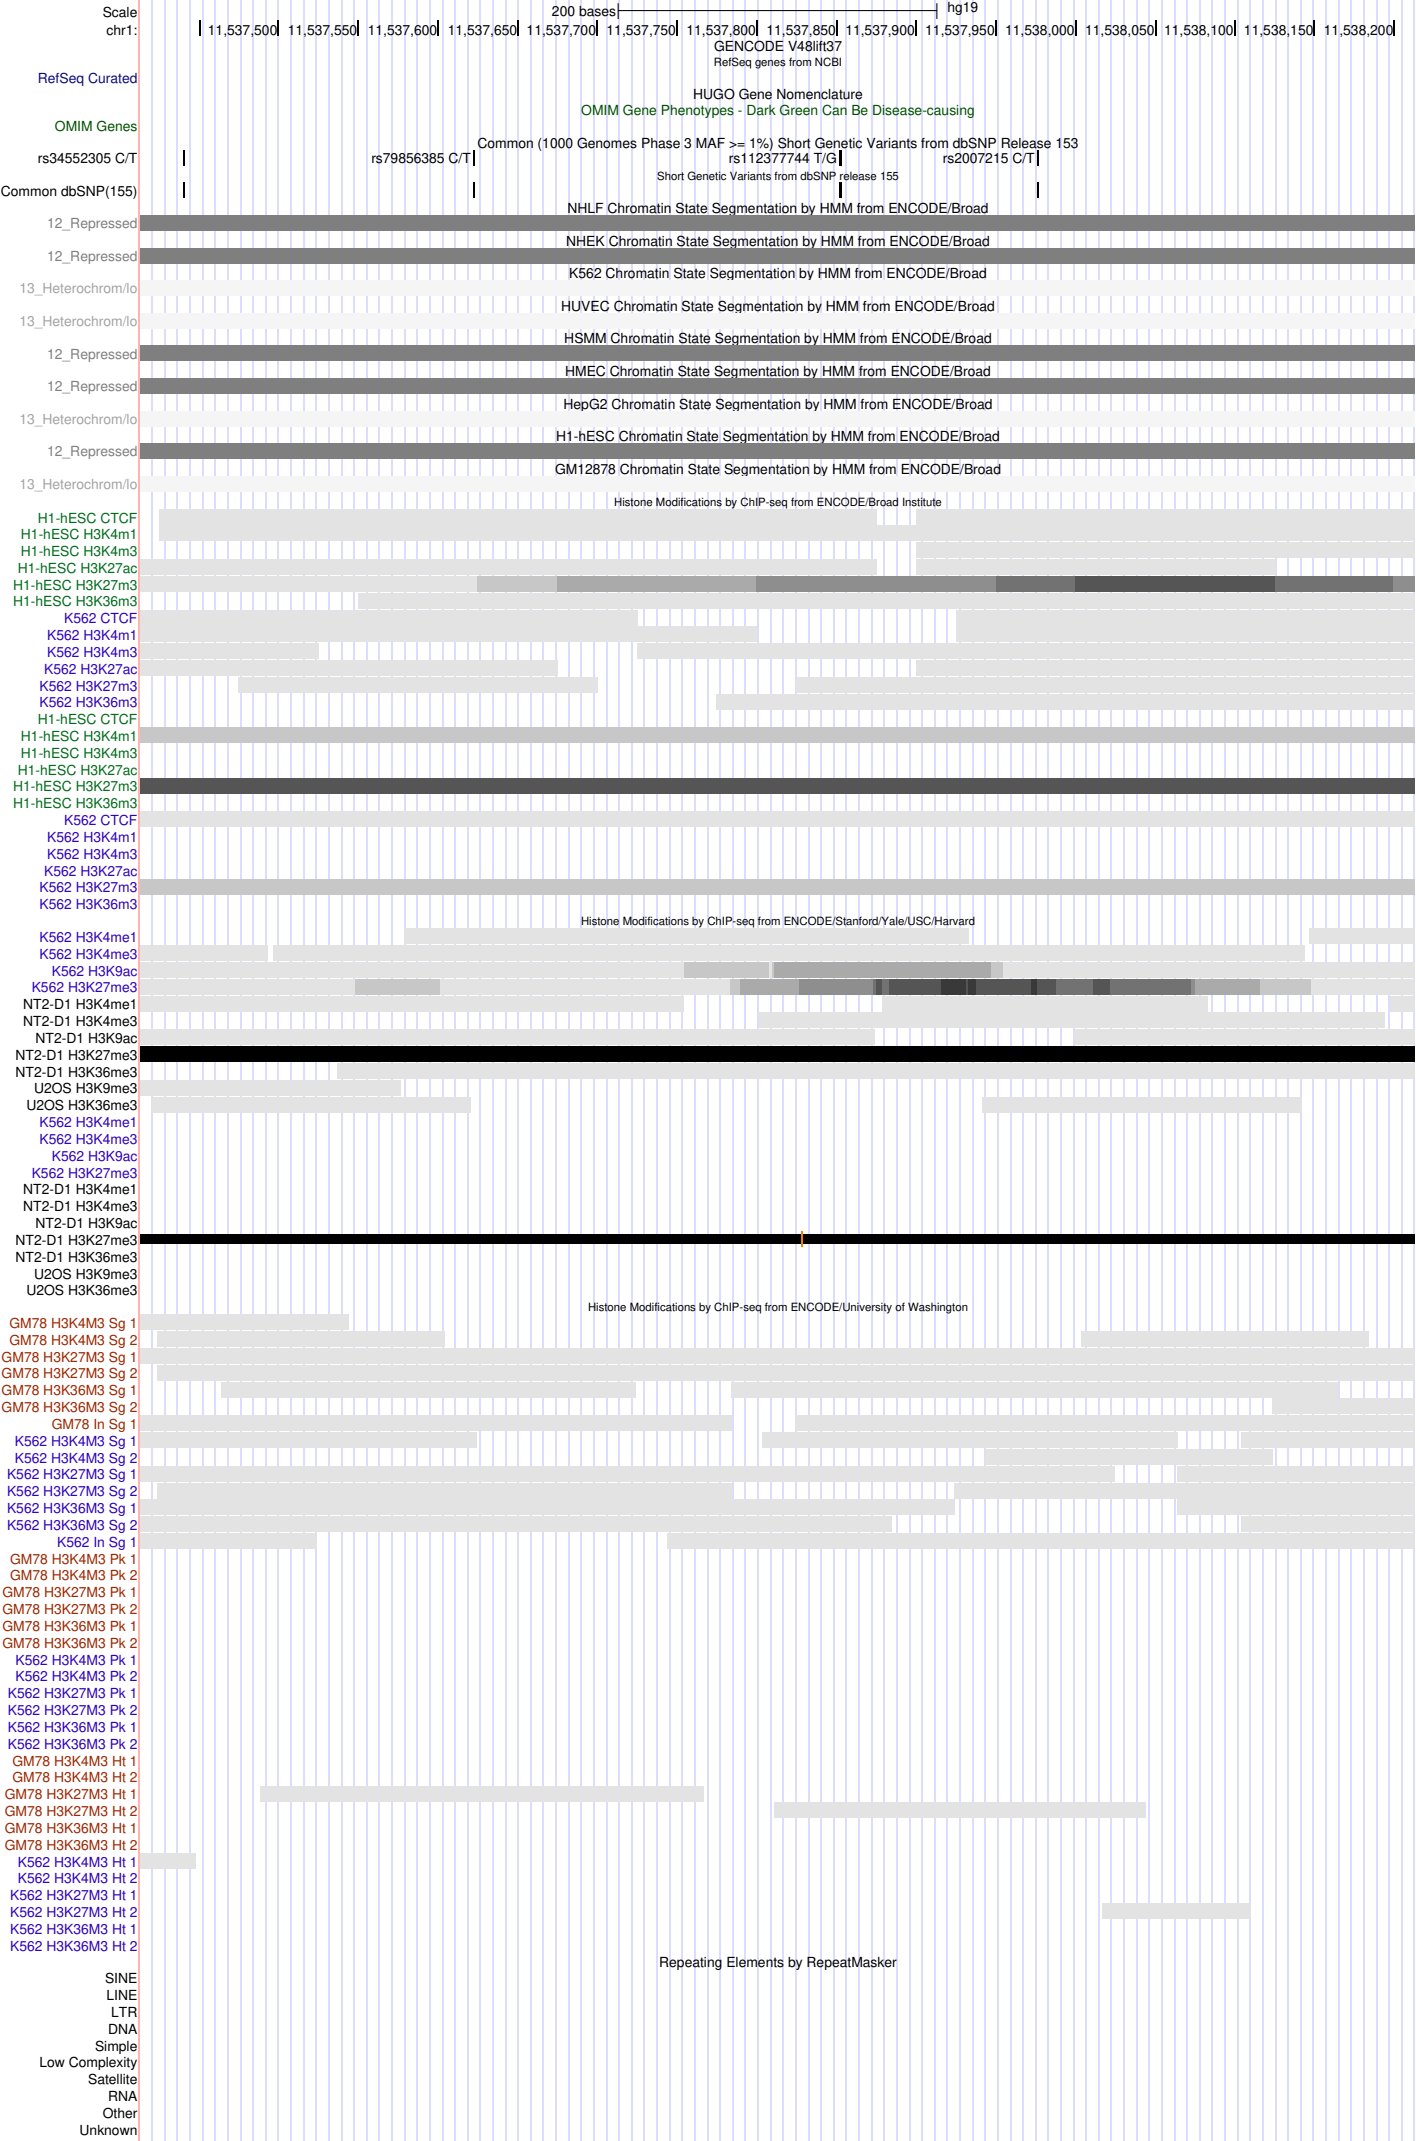 Scale 200 bases hg19
chr1: 11,537,500 11,537,550 11,537,600 11,537,650 11,537,700 11,537,750 11,537,800 11,537,850 11,537,900 11,537,950 11,538,000 11,538,050 11,538,100 11,538,150 11,538,200
GENCODE V48lift37
RefSeq genes from NCBI
RefSeq Curated
HUGO Gene Nomenclature
OMIM Gene Phenotypes - Dark Green Can Be Disease-causing
OMIM Genes
Common (1000 Genomes Phase 3 MAF >= 1%) Short Genetic Variants from dbSNP Release 153
rs34552305 C/T rs79856385 C/T rs112377744 T/G rs2007215 C/T
Short Genetic Variants from dbSNP release 155
Common dbSNP(155)
NHLF Chromatin State Segmentation by HMM from ENCODE/Broad
12_Repressed
NHEK Chromatin State Segmentation by HMM from ENCODE/Broad
12_Repressed
K562 Chromatin State Segmentation by HMM from ENCODE/Broad
13_Heterochrom/lo
HUVEC Chromatin State Segmentation by HMM from ENCODE/Broad
13_Heterochrom/lo
HSMM Chromatin State Segmentation by HMM from ENCODE/Broad
12_Repressed
HMEC Chromatin State Segmentation by HMM from ENCODE/Broad
12_Repressed
HepG2 Chromatin State Segmentation by HMM from ENCODE/Broad
13_Heterochrom/lo
H1-hESC Chromatin State Segmentation by HMM from ENCODE/Broad
12_Repressed
GM12878 Chromatin State Segmentation by HMM from ENCODE/Broad
13_Heterochrom/lo
Histone Modifications by ChIP-seq from ENCODE/Broad Institute
H1-hESC CTCF
H1-hESC H3K4m1
H1-hESC H3K4m3
H1-hESC H3K27ac
H1-hESC H3K27m3
H1-hESC H3K36m3
K562 CTCF
K562 H3K4m1
K562 H3K4m3
K562 H3K27ac
K562 H3K27m3
K562 H3K36m3
H1-hESC CTCF
H1-hESC H3K4m1
H1-hESC H3K4m3
H1-hESC H3K27ac
H1-hESC H3K27m3
H1-hESC H3K36m3
K562 CTCF
K562 H3K4m1
K562 H3K4m3
K562 H3K27ac
K562 H3K27m3
K562 H3K36m3
Histone Modifications by ChIP-seq from ENCODE/Stanford/Yale/USC/Harvard
K562 H3K4me1
K562 H3K4me3
K562 H3K9ac
K562 H3K27me3
NT2-D1 H3K4me1
NT2-D1 H3K4me3
NT2-D1 H3K9ac
NT2-D1 H3K27me3
NT2-D1 H3K36me3
U2OS H3K9me3
U2OS H3K36me3
K562 H3K4me1
K562 H3K4me3
K562 H3K9ac
K562 H3K27me3
NT2-D1 H3K4me1
NT2-D1 H3K4me3
NT2-D1 H3K9ac
NT2-D1 H3K27me3
NT2-D1 H3K36me3
U2OS H3K9me3
U2OS H3K36me3
Histone Modifications by ChIP-seq from ENCODE/University of Washington
GM78 H3K4M3 Sg 1
GM78 H3K4M3 Sg 2
GM78 H3K27M3 Sg 1
GM78 H3K27M3 Sg 2
GM78 H3K36M3 Sg 1
GM78 H3K36M3 Sg 2
GM78 In Sg 1
K562 H3K4M3 Sg 1
K562 H3K4M3 Sg 2
K562 H3K27M3 Sg 1
K562 H3K27M3 Sg 2
K562 H3K36M3 Sg 1
K562 H3K36M3 Sg 2
K562 In Sg 1
GM78 H3K4M3 Pk 1
GM78 H3K4M3 Pk 2
GM78 H3K27M3 Pk 1
GM78 H3K27M3 Pk 2
GM78 H3K36M3 Pk 1
GM78 H3K36M3 Pk 2
K562 H3K4M3 Pk 1
K562 H3K4M3 Pk 2
K562 H3K27M3 Pk 1
K562 H3K27M3 Pk 2
K562 H3K36M3 Pk 1
K562 H3K36M3 Pk 2
GM78 H3K4M3 Ht 1
GM78 H3K4M3 Ht 2
GM78 H3K27M3 Ht 1
GM78 H3K27M3 Ht 2
GM78 H3K36M3 Ht 1
GM78 H3K36M3 Ht 2
K562 H3K4M3 Ht 1
K562 H3K4M3 Ht 2
K562 H3K27M3 Ht 1
K562 H3K27M3 Ht 2
K562 H3K36M3 Ht 1
K562 H3K36M3 Ht 2
Repeating Elements by RepeatMasker
SINE
LINE
LTR
DNA
Simple
Low Complexity
Satellite
RNA
Other
Unknown